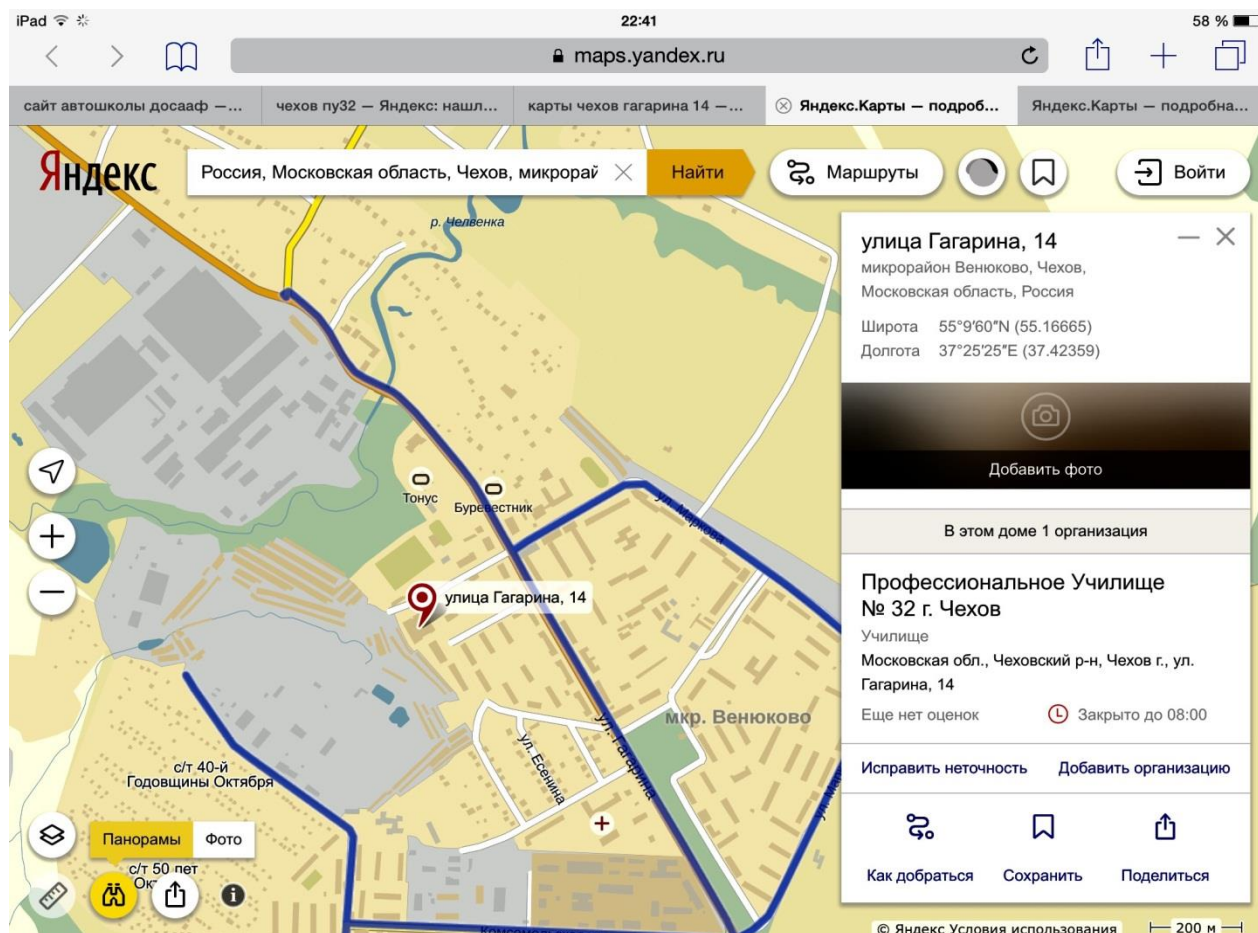 iPad
22:41
58 %
maps.yandex.ru
сайт автошколы досааф —...
чехов пу32 — Яндекс: нашл...
карты чехов гагарина 14 —...
Яндекс.Карты — подроб...
Яндекс.Карты — подробна...
Яндекс
Россия, Московская область, Чехов, микрорай
Найти
Маршруты
Войти
р. Челвенка
улица Гагарина, 14
микрорайон Венюково, Чехов,
Московская область, Россия
Широта 55°9′60″N (55.16665)
Долгота 37°25′25″E (37.42359)
Добавить фото
В этом доме 1 организация
Профессиональное Училище
№ 32 г. Чехов
Училище
Московская обл., Чеховский р-н, Чехов г., ул.
Гагарина, 14
Еще нет оценок
Закрыто до 08:00
Исправить неточность
Добавить организацию
Как добраться
Сохранить
Поделиться
Тонус
Буревестник
ул. Маркова
улица Гагарина, 14
мкр. Венюково
ул. Гагарина
ул. Есенина
с/т 40-й
Годовщины Октября
Панорамы
Фото
с/т 50 лет
© Яндекс Условия использования
200 м